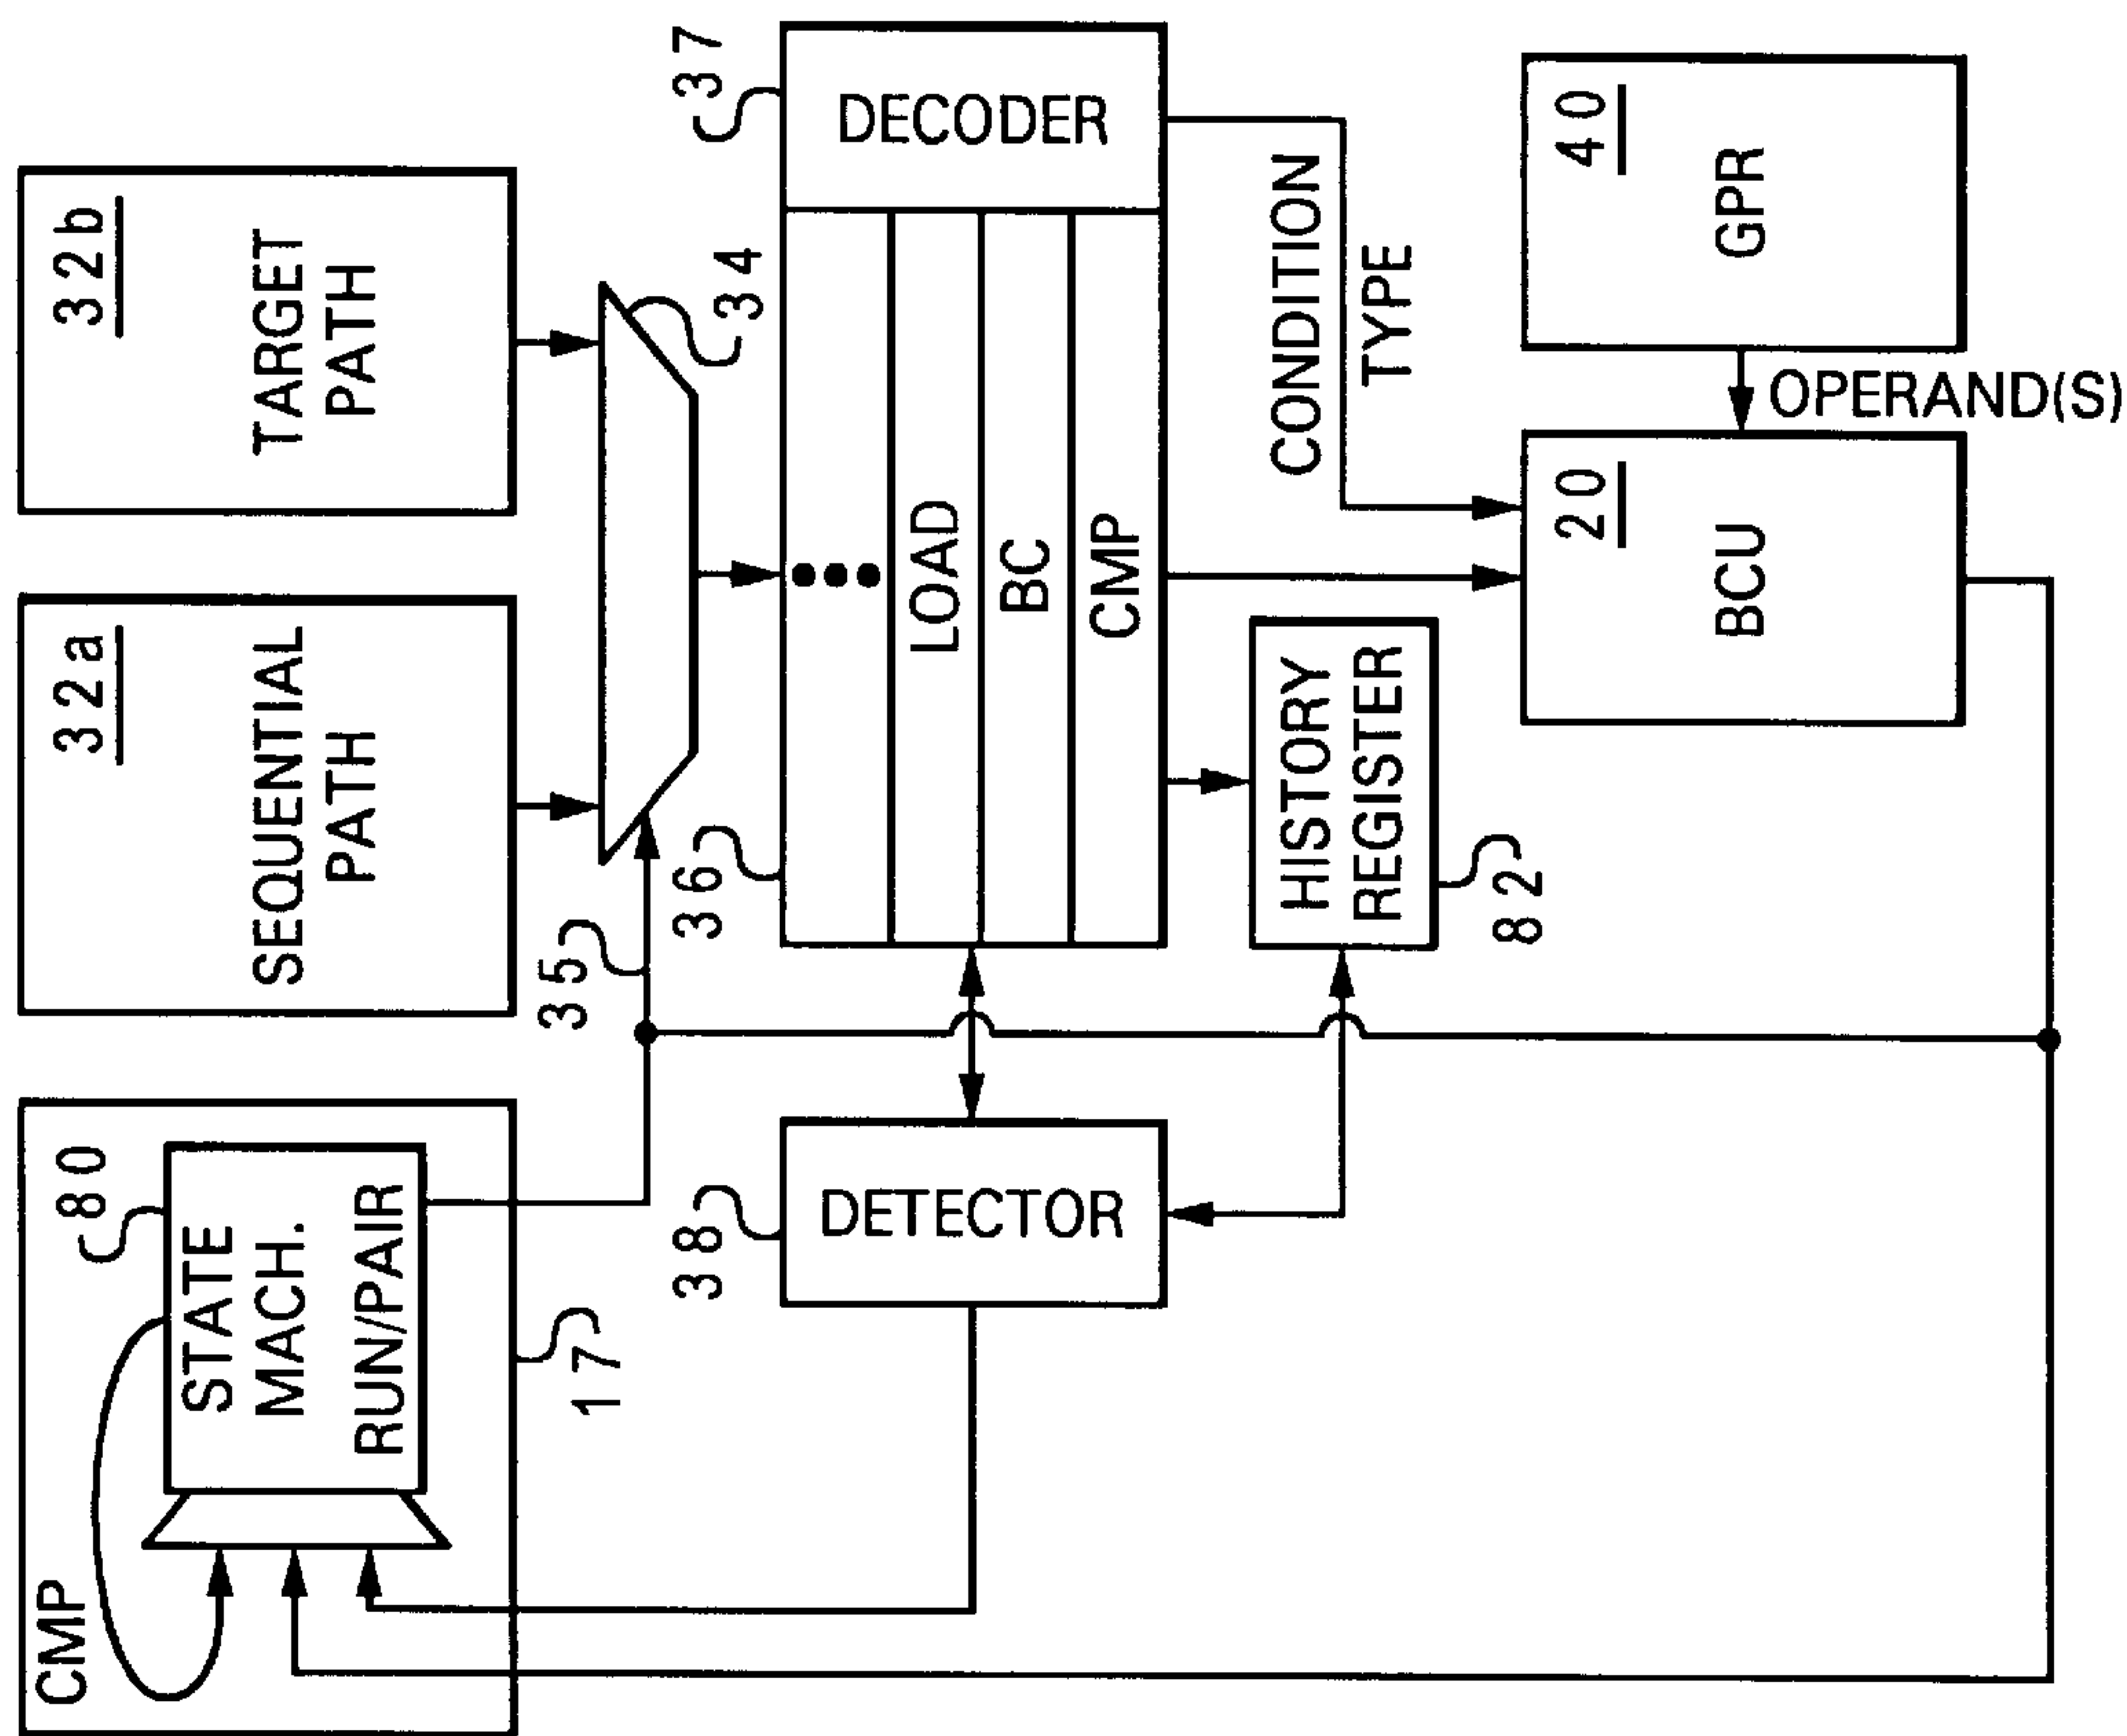 CMP
80
STATE
MACH.
RUN/PAIR
17
32a
SEQUENTIAL
PATH
32b
TARGET
PATH
35
34
36
37
DECODER
LOAD
BC
CMP
38
DETECTOR
HISTORY
REGISTER
82
CONDITION
TYPE
20
BCU
40
GPR
OPERAND(S)